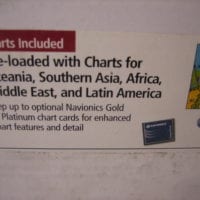 arts Included
e-loaded with Charts for
ceania, Southern Asia, Africa,
iddle East, and Latin America
ep up to optional Navionics Gold
Platinum chart cards for enhanced
art features and detail